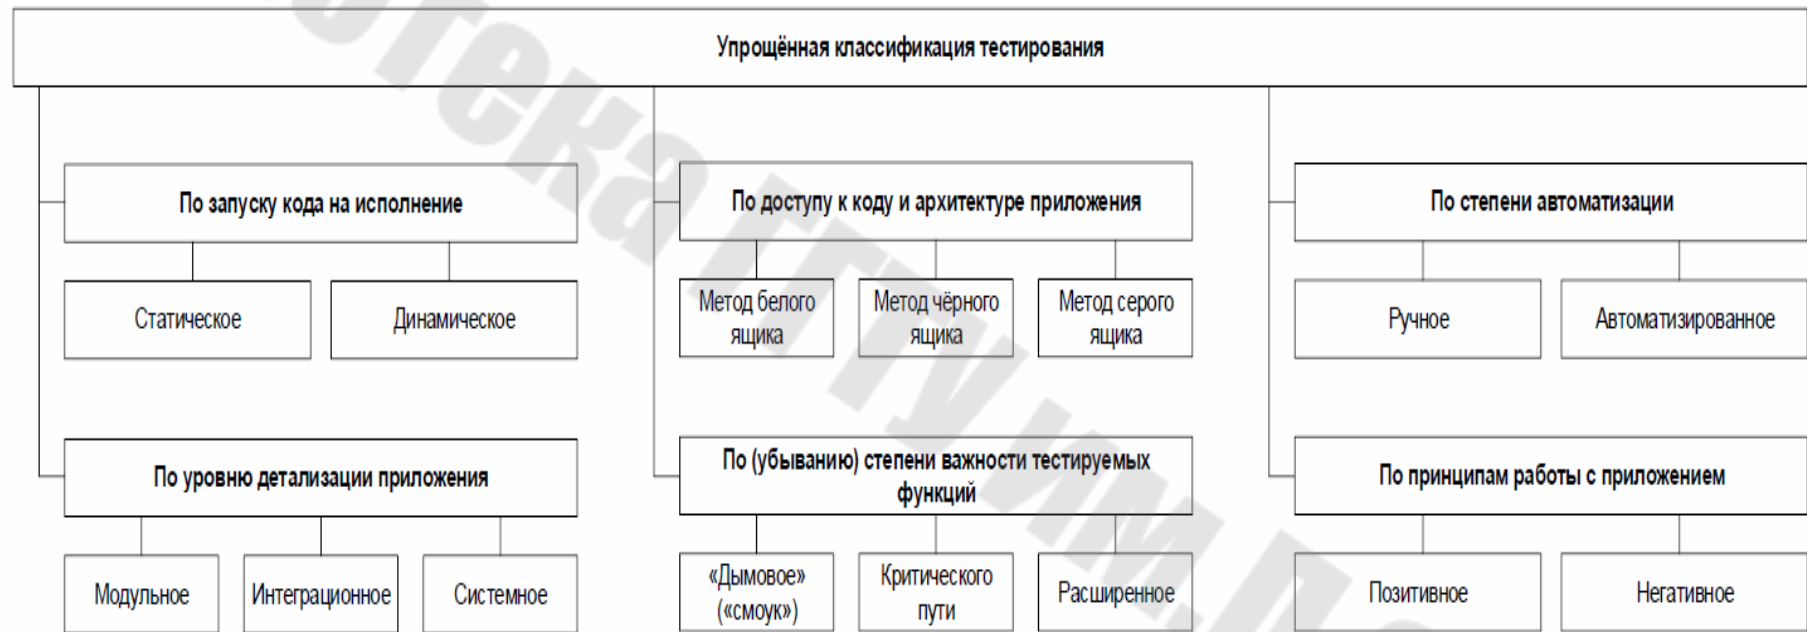 Упрощённая классификация тестирования
По запуску кода на исполнение
По доступу к коду и архитектуре приложения
По степени автоматизации
Статическое
Динамическое
Метод белого
ящика
Метод чёрного
ящика
Метод серого
ящика
Ручное
Автоматизированное
По уровню детализации приложения
По (убыванию) степени важности тестируемых
функций
По принципам работы с приложением
Модульное
Интеграционное
Системное
«Дымовое»
(«смоук»)
Критического
пути
Расширенное
Позитивное
Негативное
ГГТУ им.